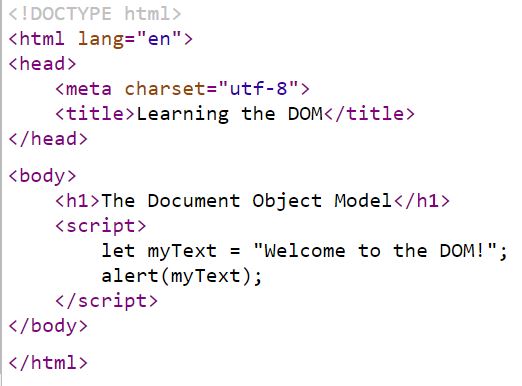 <!DOCTYPE html>
<html lang="en">
<head>
    <meta charset="utf-8">
    <title>Learning the DOM</title>
</head>
<body>
    <h1>The Document Object Model</h1>
    <script>
        let myText = "Welcome to the DOM!";
        alert(myText);
    </script>
</body>
</html>